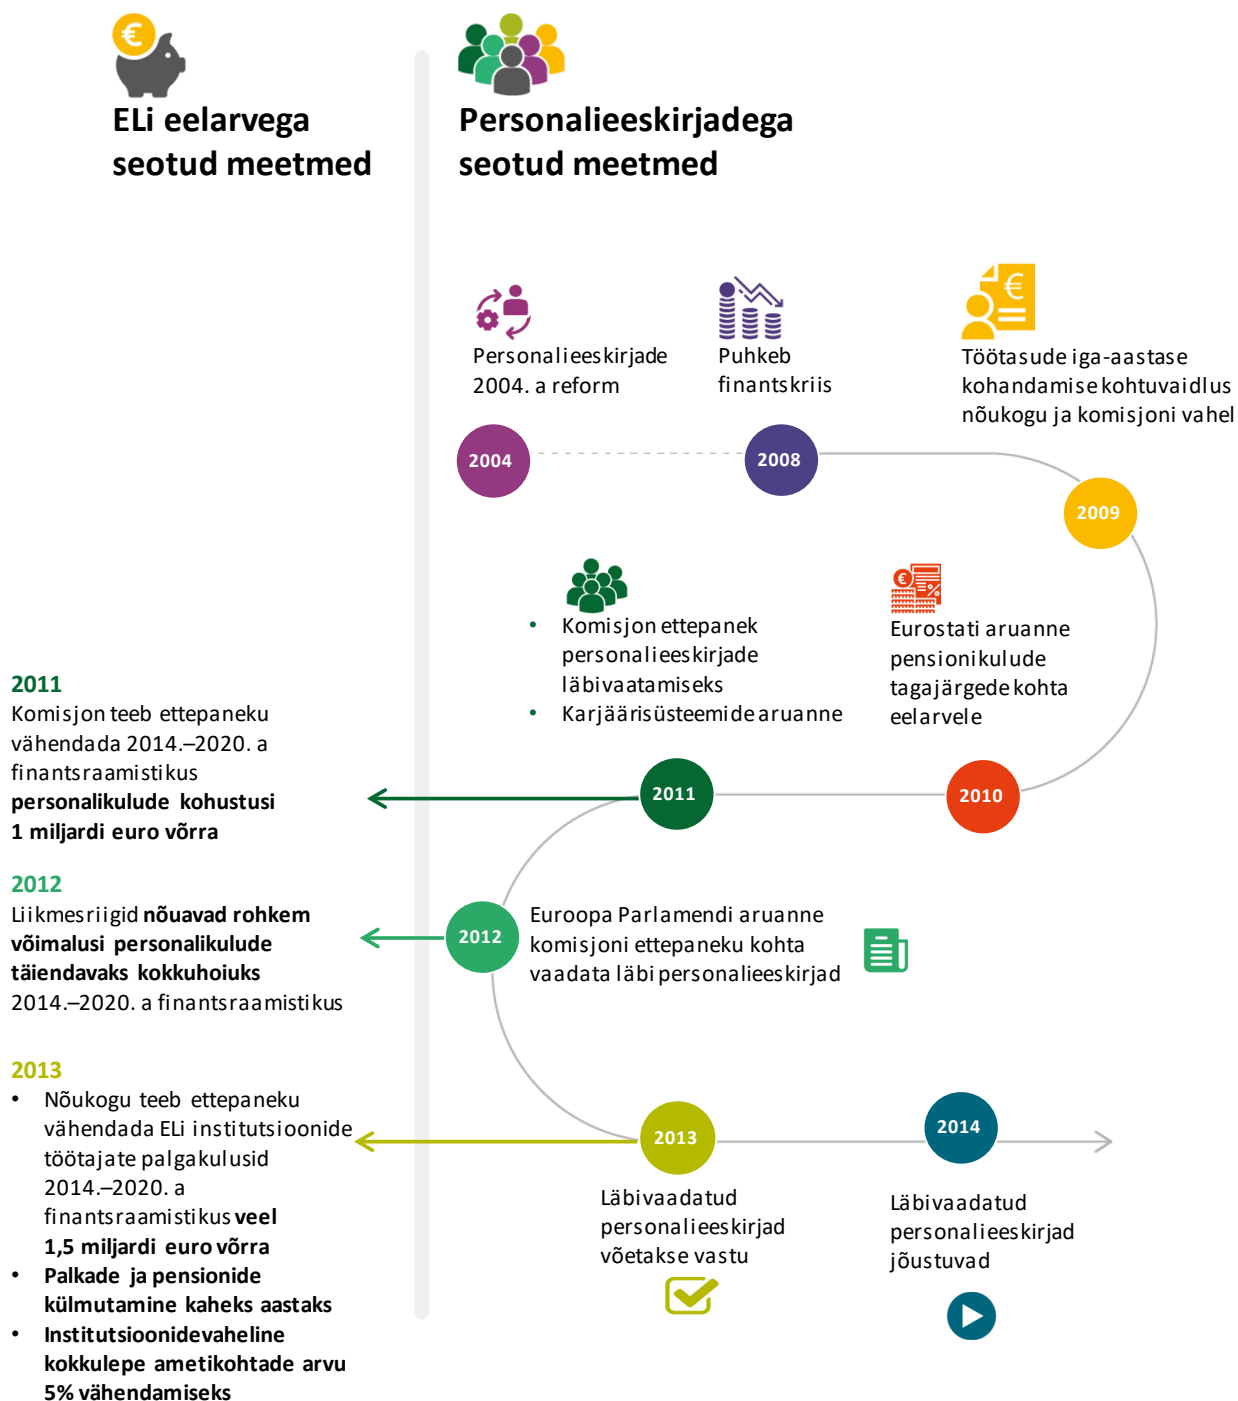 ELi eelarvega
seotud meetmed
Personalieeskirjadega
seotud meetmed
Personalieeskirjade
2004. a reform
Puhkeb
finantskriis
Töötasude iga-aastase
kohandamise kohtuvaidlus
nõukogu ja komisjoni vahel
2004
2008
2009
Komisjon ettepanek
personalieeskirjade
läbivaatamiseks
• Karjäärisüsteemide aruanne
Eurostati aruanne
pensionikulude
tagajärgede kohta
eelarvele
2011
2010
2011
Komisjon teeb ettepaneku
vähendada 2014.–2020. a
finantsraamistikus
personalikulude kohustusi
1 miljardi euro võrra
2012
Liikmesriigid nõuavad rohkem
võimalusi personalikulude
täiendavaks kokkuhoiuks
2014.–2020. a finantsraamistikus
2012
Euroopa Parlamendi aruanne
komisjoni ettepaneku kohta
vaadata läbi personalieeskirjad
2013
• Nõukogu teeb ettepaneku
vähendada ELi institutsioonide
töötajate palgakulusid
2014.–2020. a
finantsraamistikus veel
1,5 miljardi euro võrra
• Palkade ja pensionide
külmutamine kaheks aastaks
• Institutsioonidevaheline
kokkulepe ametikohtade arvu
5% vähendamiseks
2013
2014
Läbivaadatud
personalieeskirjad
võetakse vastu
Läbivaadatud
personalieeskirjad
jõustuvad